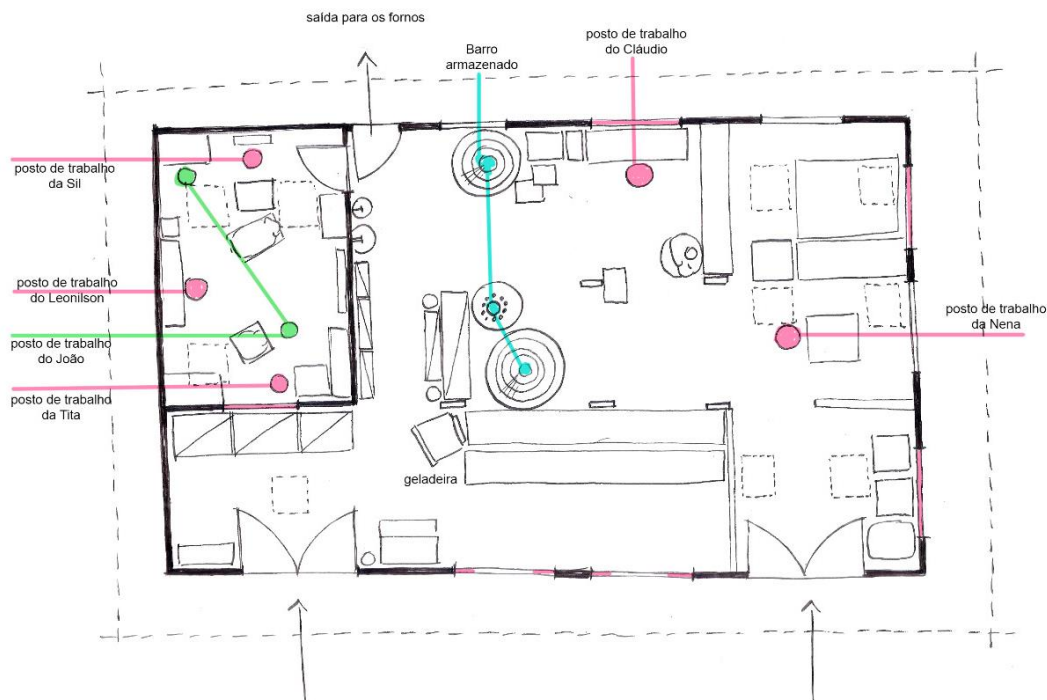 saída para os fornos
Barro
armazenado
posto de trabalho
do Cláudio
posto de trabalho
da Sil
posto de trabalho
do Leonilson
posto de trabalho
do João
posto de trabalho
da Tita
posto de trabalho
da Nena
geladeira